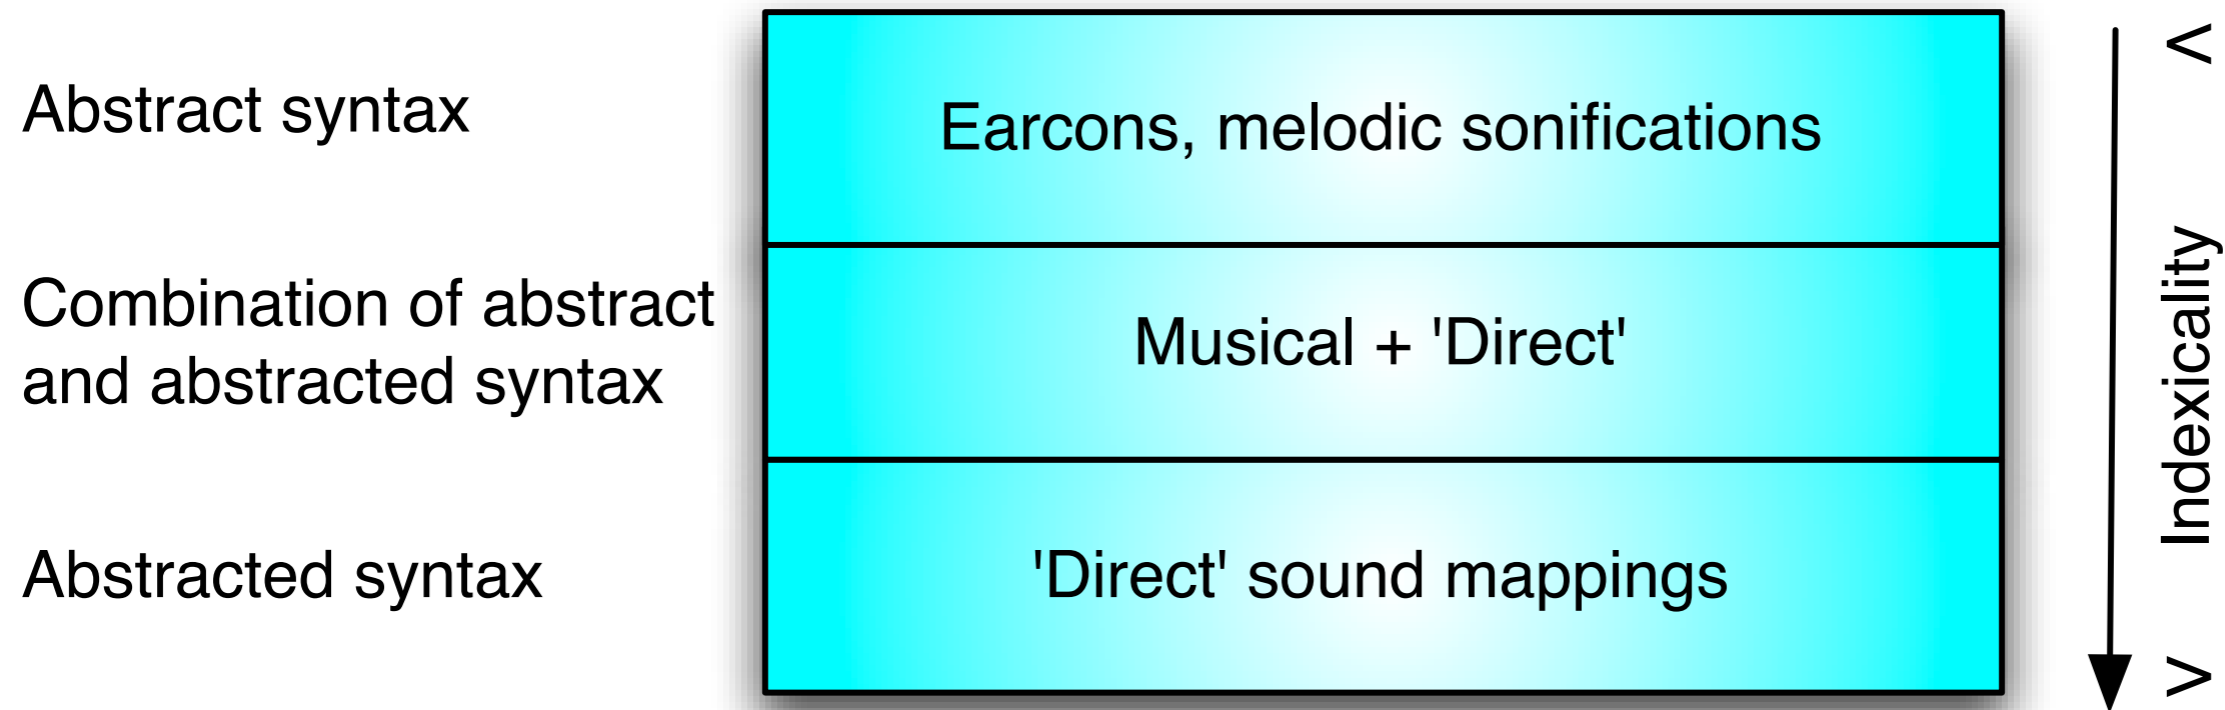 Abstract syntax
Earcons, melodic sonifications
Combination of abstract
and abstracted syntax
Musical + 'Direct'
Abstracted syntax
'Direct' sound mappings
<
Indexicality
>